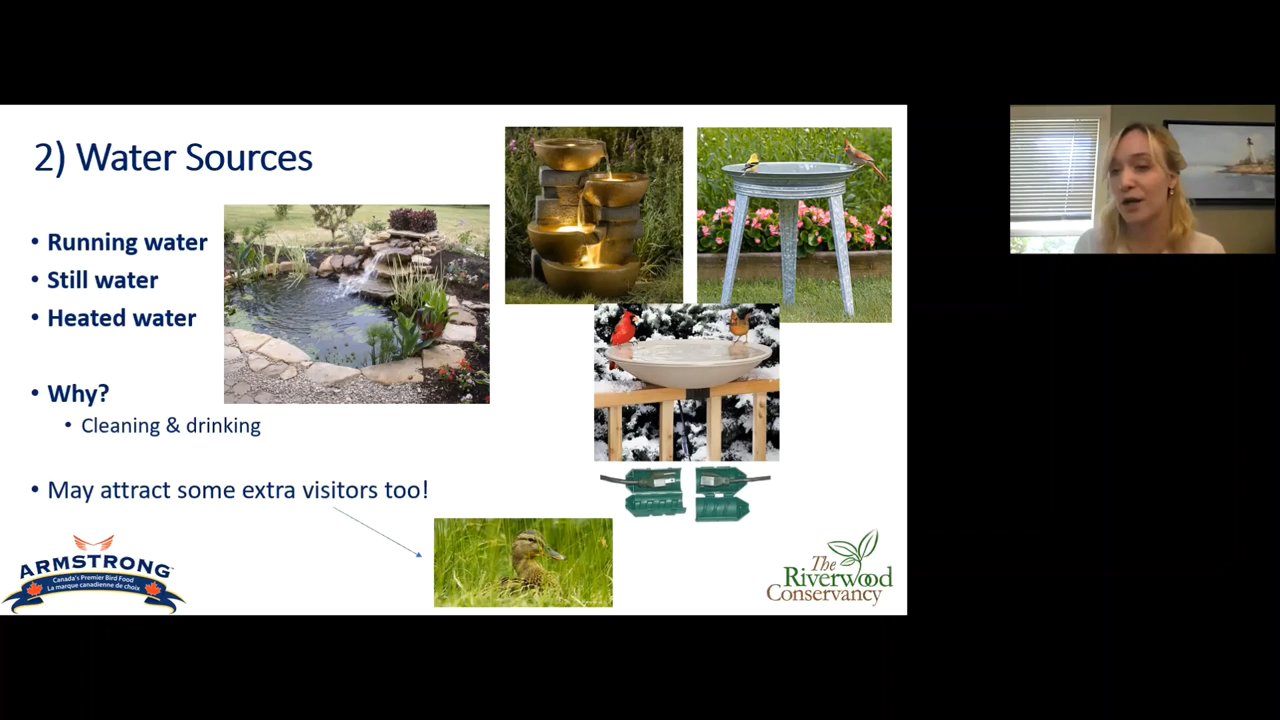 2) Water Sources
• Running water
• Still water
• Heated water
• Why?
• Cleaning & drinking
• May attract some extra visitors too!
ARMSTRONG
Canada's Premier Bird Food
La marque canadienne de choix
The
Riverwood
Conservancy